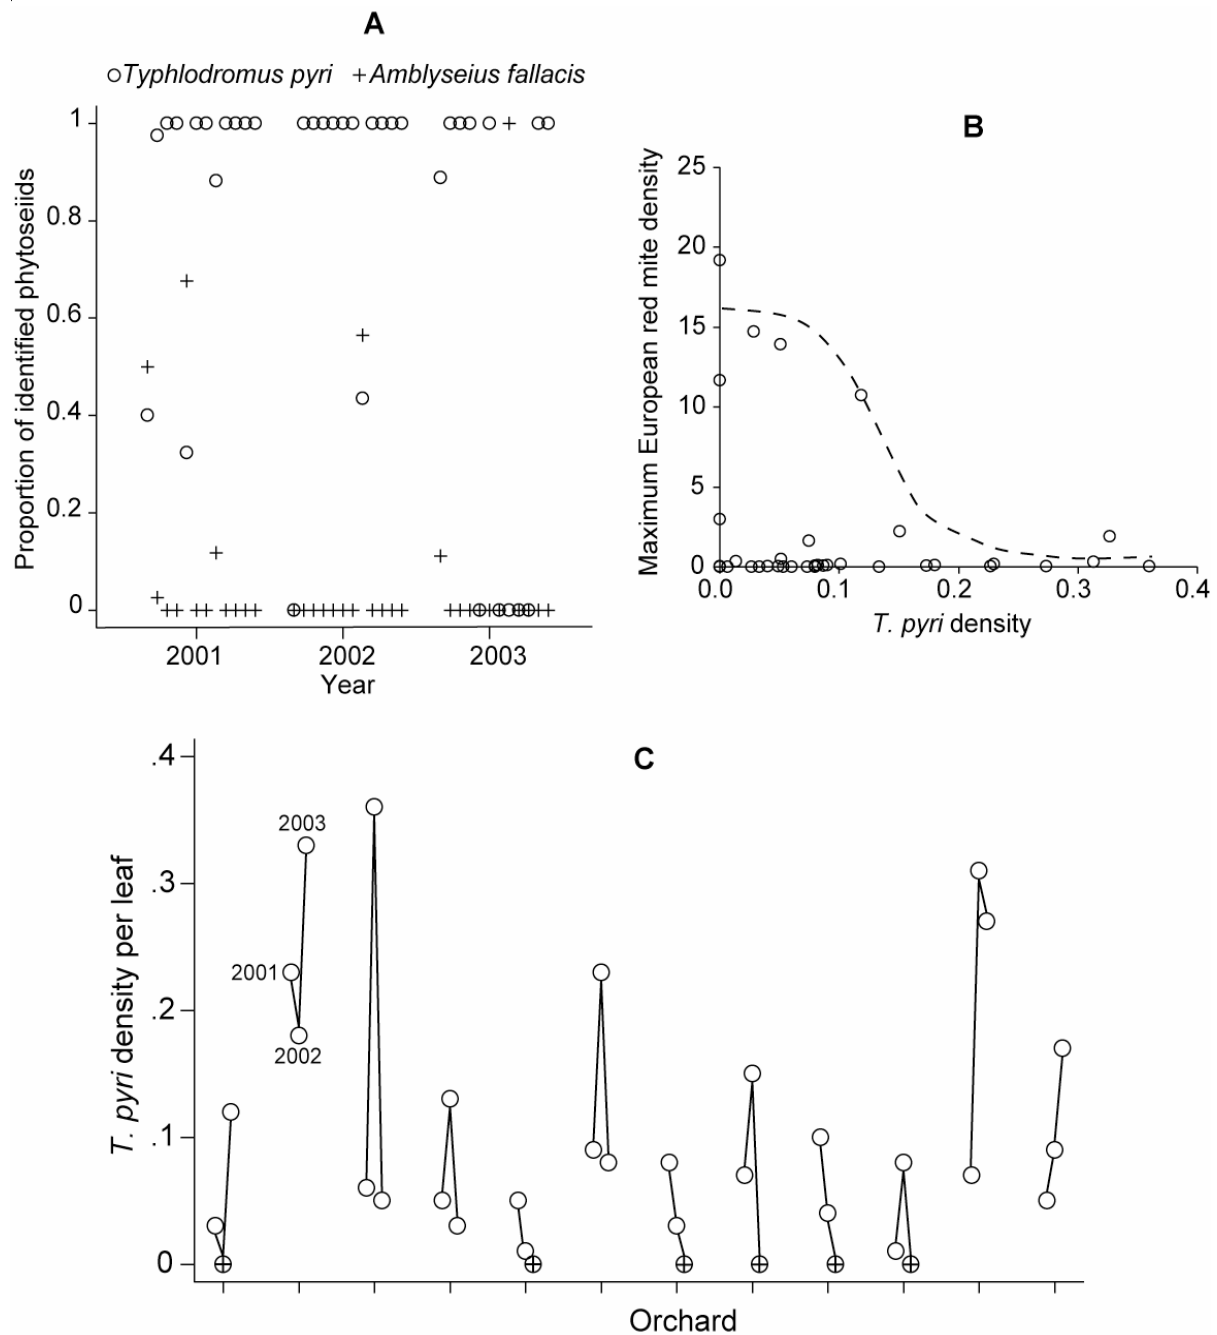 A
Typhlodromus pyri + Amblyseius fallacis
Proportion of identified phytoseiids
1
0.8
0.6
0.4
0.2
0
2001 2002 2003
Year
B
Maximum European red mite density
25
20
15
10
5
0
0.0 0.1 0.2 0.3 0.4
T. pyri density
C
T. pyri density per leaf
.4
.3
.2
.1
0
2003
2001
2002
Orchard